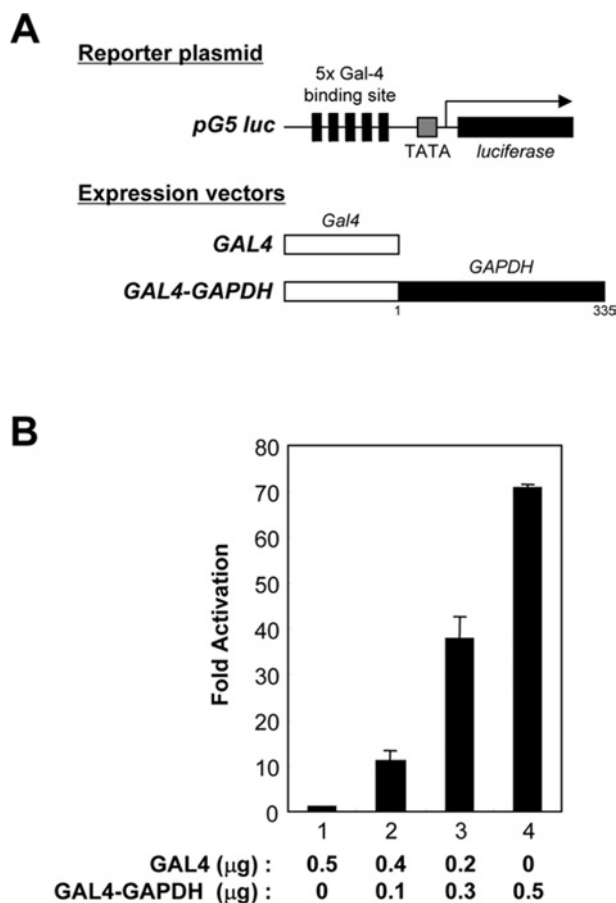 A
Reporter plasmid
5x Gal-4
binding site
pG5 luc
TATA
luciferase
Expression vectors
Gal4
GAL4
GAPDH
GAL4-GAPDH
1
335
B
Fold Activation
80
70
60
50
40
30
20
10
0
1 2 3 4
GAL4 (μg) : 0.5 0.4 0.2 0
GAL4-GAPDH (μg) : 0 0.1 0.3 0.5